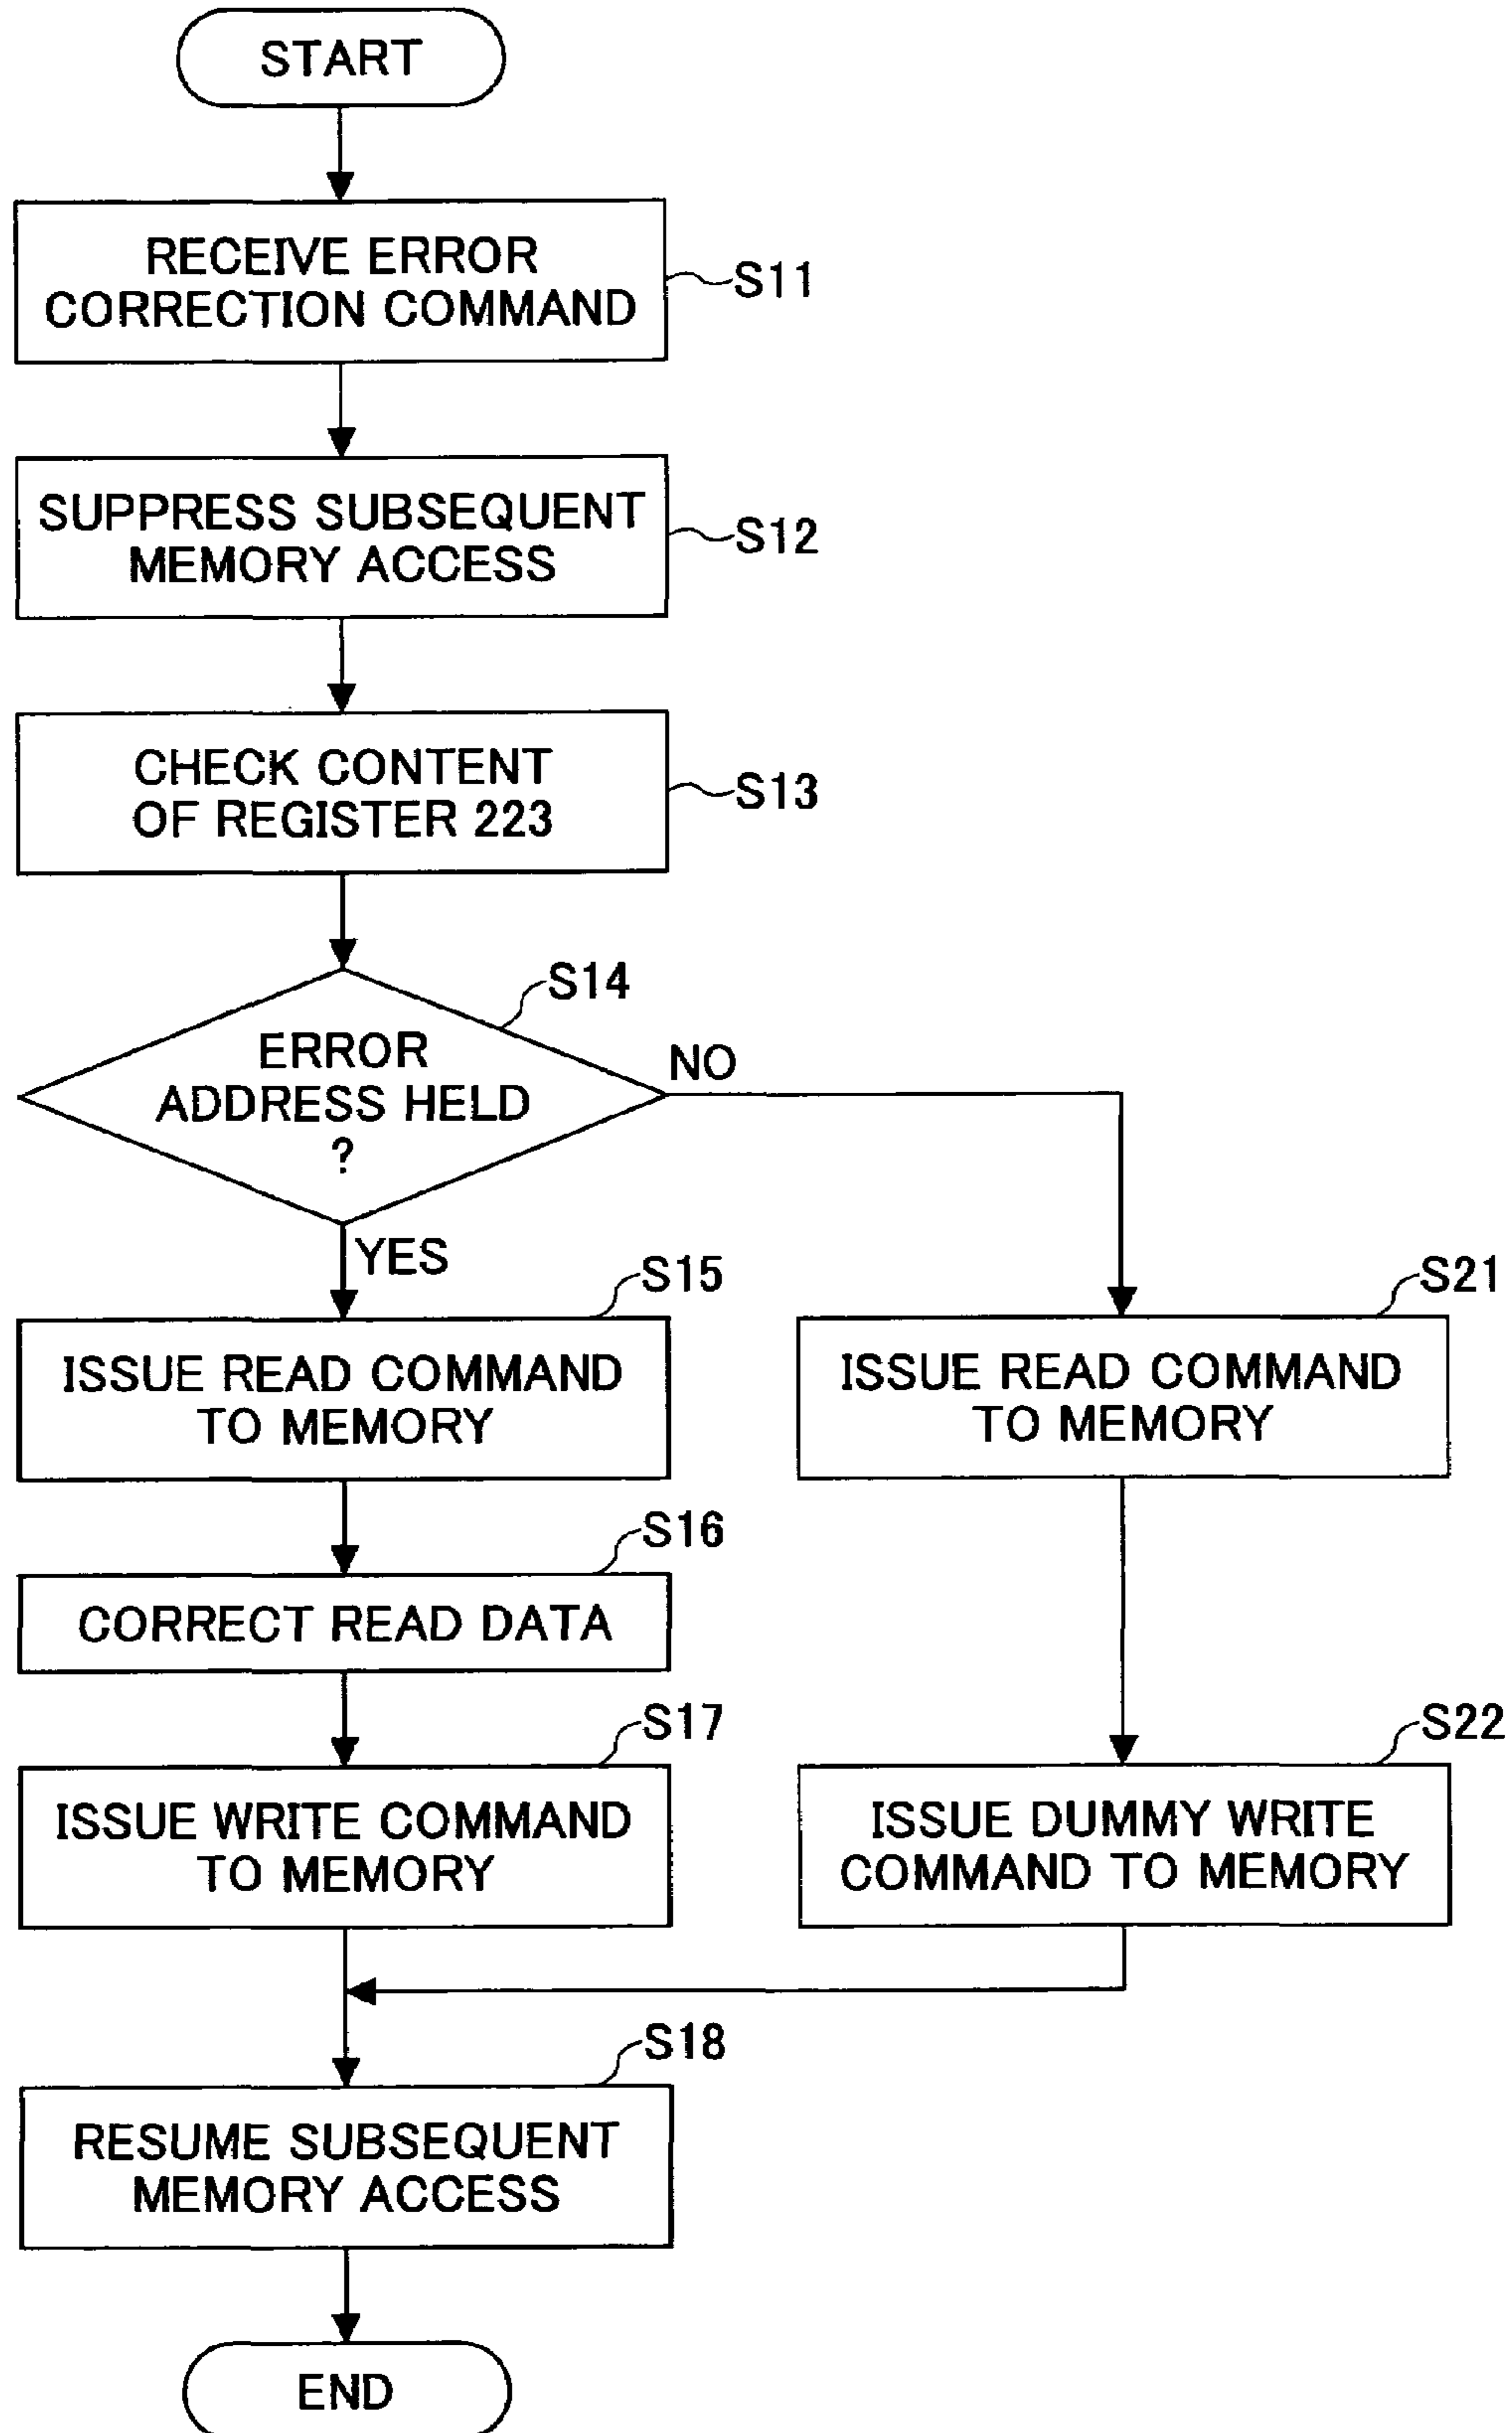 START
RECEIVE ERROR
CORRECTION COMMAND
S11
SUPPRESS SUBSEQUENT
MEMORY ACCESS
S12
CHECK CONTENT
OF REGISTER 223
S13
S14
ERROR
ADDRESS HELD
?
NO
YES
S15
ISSUE READ COMMAND
TO MEMORY
S21
ISSUE READ COMMAND
TO MEMORY
S16
CORRECT READ DATA
S17
ISSUE WRITE COMMAND
TO MEMORY
S22
ISSUE DUMMY WRITE
COMMAND TO MEMORY
S18
RESUME SUBSEQUENT
MEMORY ACCESS
END